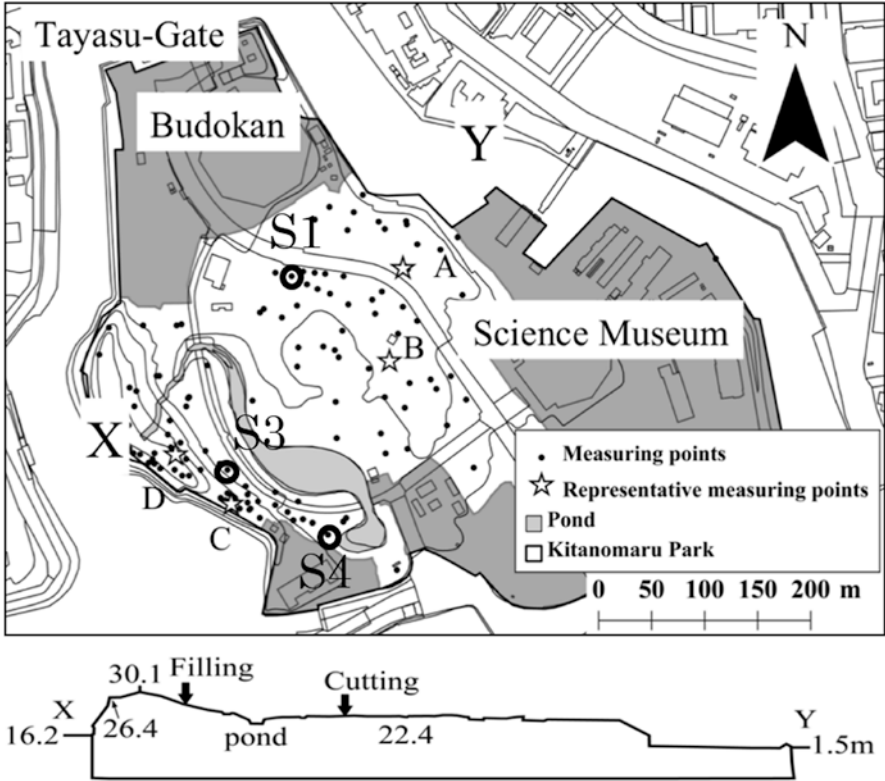 Tayasu-Gate
N
Budokan
Y
S1
A
Science Museum
B
S3
X
D
C
S4
Measuring points
Representative measuring points
Pond
Kitanomaru Park
0 50 100 150 200 m
30.1 Filling
Cutting
X
Y
16.2 26.4 pond 22.4 1.5m